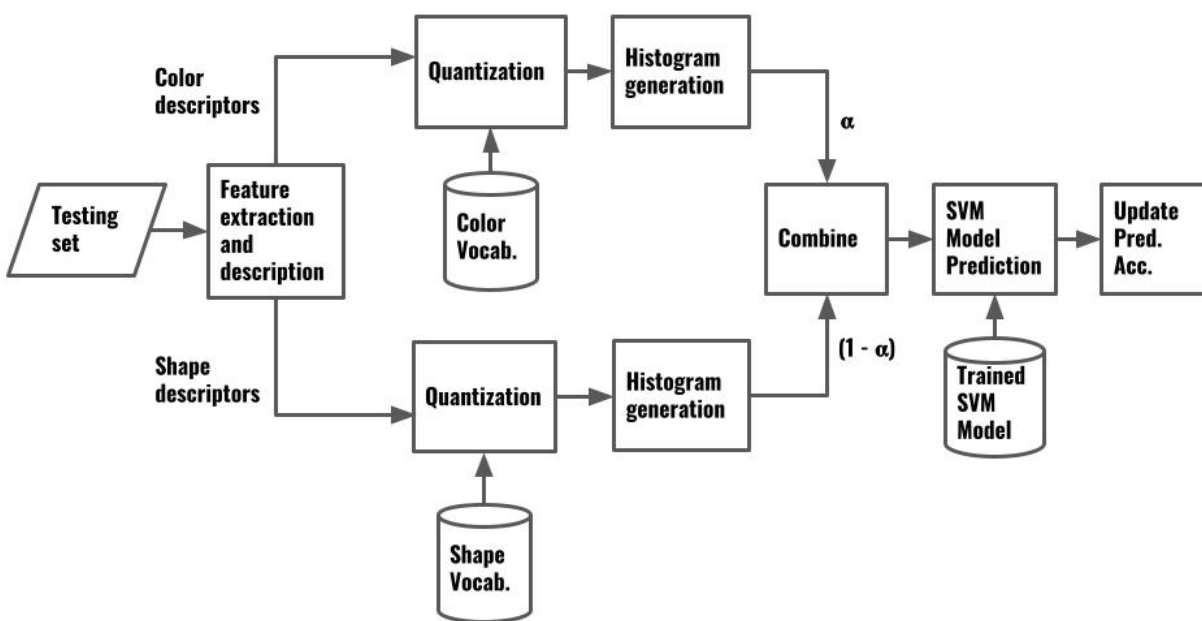 Color
descriptors
Quantization
Histogram
generation
α
Color
Vocab.
Testing
set
Feature
extraction
and
description
Combine
SVM
Model
Prediction
Update
Pred.
Acc.
Shape
descriptors
Quantization
Histogram
generation
(1 - α)
Trained
SVM
Model
Shape
Vocab.